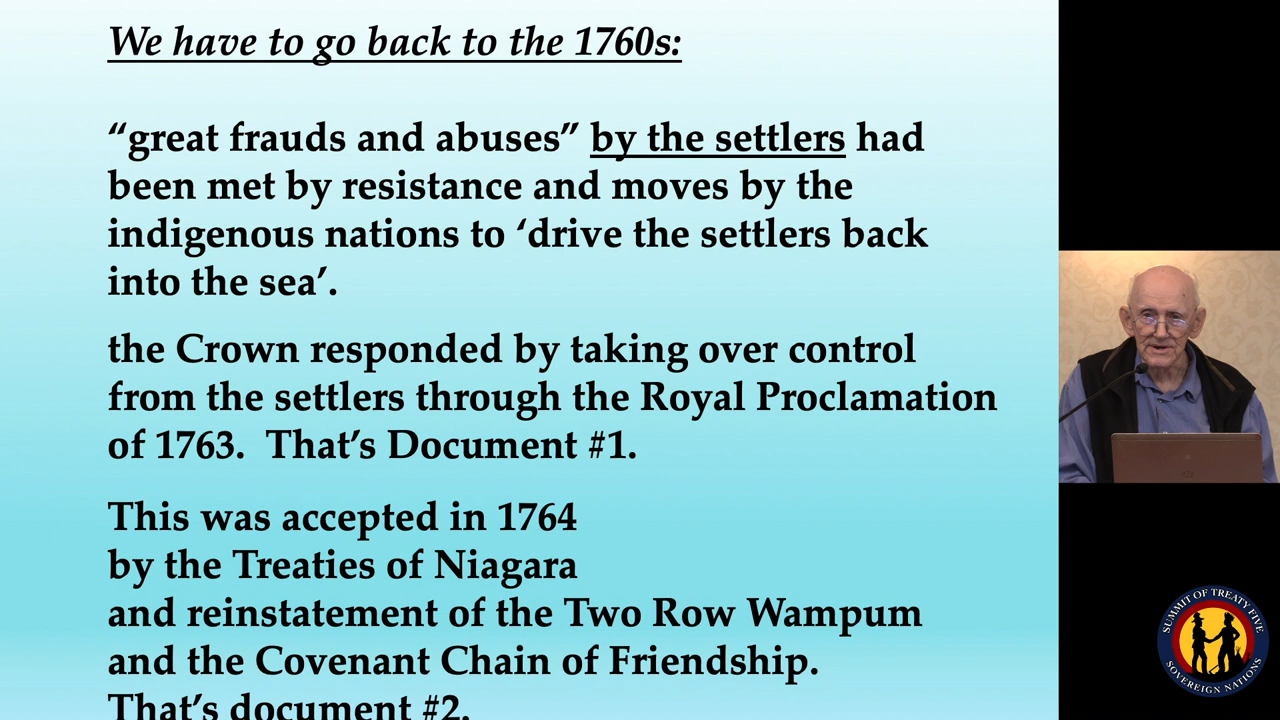 We have to go back to the 1760s:
“great frauds and abuses” by the settlers had
been met by resistance and moves by the
indigenous nations to ‘drive the settlers back
into the sea’.
the Crown responded by taking over control
from the settlers through the Royal Proclamation
of 1763.  That’s Document #1.
This was accepted in 1764
by the Treaties of Niagara
and reinstatement of the Two Row Wampum
and the Covenant Chain of Friendship.
That’s document #2.
SUMMIT OF TREATY FIVE
SOVEREIGN NATIONS